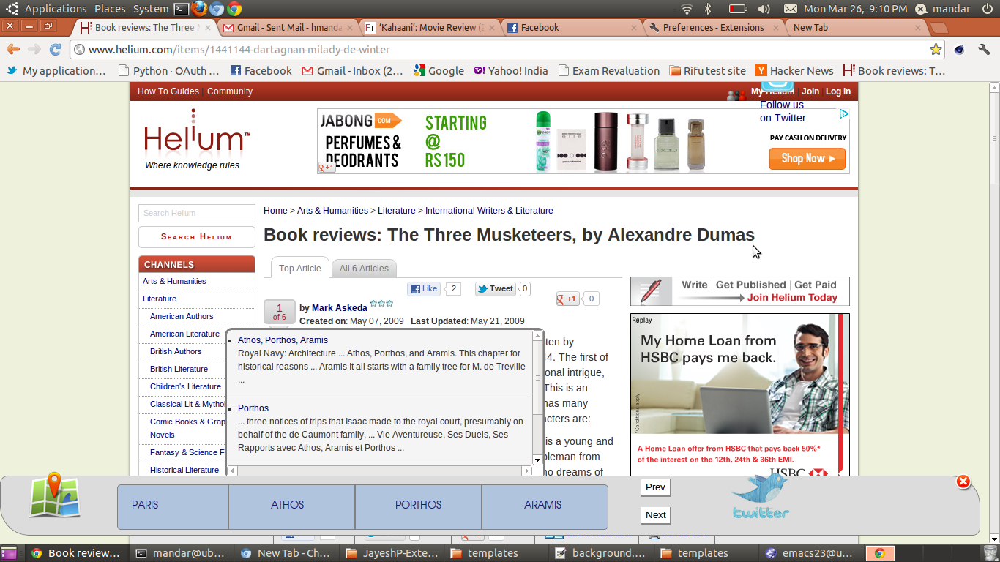 Applications Places System
Mon Mar 26, 9:10 PM mandar
Book reviews: The Three M
Gmail - Sent Mail - hmanda
'Kahaani': Movie Review (2
Facebook
Preferences - Extensions
New Tab
www.helium.com/items/1441144-dartagnan-milady-de-winter
My application…
Python · OAuth …
Facebook
Gmail - Inbox (2…
Google
Yahoo! India
Exam Revaluation
Rifu test site
Hacker News
Book reviews: T…
How To Guides | Community
My Helium | Join | Log in
Follow us
on Twitter
Helium™
Where knowledge rules
JABONG.COM
PERFUMES &
DEODRANTS
STARTING
@
RS 150
PAY CASH ON DELIVERY
Shop Now
+1
Search Helium
SEARCH HELIUM
Home > Arts & Humanities > Literature > International Writers & Literature
Book reviews: The Three Musketeers, by Alexandre Dumas
Top Article
All 6 Articles
Like 2
Tweet 0
+1 0
1
of 6
by Mark Askeda
Created on: May 07, 2009 Last Updated: May 21, 2009
CHANNELS
Arts & Humanities
Literature
American Authors
American Literature
British Authors
British Literature
Children's Literature
Classical Lit & Mytho
Comic Books & Grap
Novels
Fantasy & Science F
Historical Literature
Athos, Porthos, Aramis
Royal Navy: Architecture ... Athos, Porthos, and Aramis. This chapter for
historical reasons ... Aramis It all starts with a family tree for M. de Treville
...
Porthos
... three notices of trips that Isaac made to the royal court, presumably on
behalf of the de Caumont family. ... Vie Aventureuse, Ses Duels, Ses
Rapports avec Athos, Aramis et Porthos ...
ten by
4. The first of
onal intrigue,
This is an
has many
acters are:
is a young and
bleman from
no dreams of
Write | Get Published | Get Paid
Join Helium Today
Replay
My Home Loan from
HSBC pays me back.
*Conditions apply
A Home Loan offer from HSBC that pays back 50%*
of the interest on the 12th, 24th & 36th EMI.
HSBC
PARIS
ATHOS
PORTHOS
ARAMIS
Prev
Next
twitter
Email this article
Print article
Book review…
mandar@ub…
New Tab - Ch…
JayeshP-Exte…
templates
background.…
templates
emacs23@u…